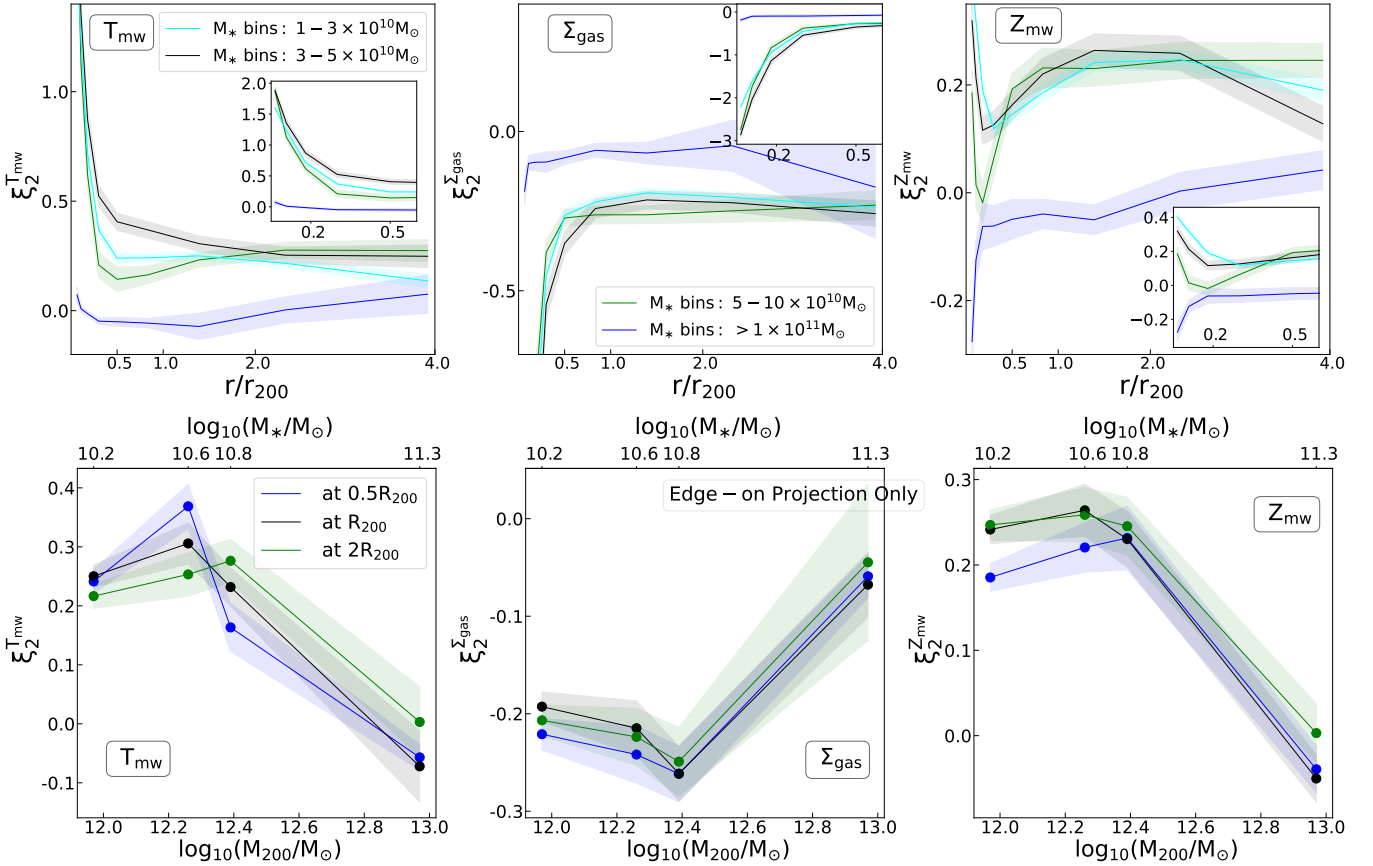 T_mw
M_* bins: 1 − 3 × 10^10 M_⊙
M_* bins: 3 − 5 × 10^10 M_⊙
ξ_2^{T_mw}
1.0
0.5
0.0
2.0
1.5
1.0
0.5
0.0
0.2
0.5
0.5
1.0
2.0
4.0
r/r_200
Σ_gas
ξ_2^{Σ_gas}
0.0
-0.5
0
−1
−2
−3
0.2
0.5
M_* bins: 5 − 10 × 10^10 M_⊙
M_* bins: > 1 × 10^11 M_⊙
0.5
1.0
2.0
4.0
r/r_200
Z_mw
ξ_2^{Z_mw}
0.2
0.0
-0.2
0.4
0.2
0.0
−0.2
0.2
0.5
0.5
1.0
2.0
4.0
r/r_200
log_10(M_*/M_⊙)
10.2
10.6
10.8
11.3
at 0.5R_200
at R_200
at 2R_200
ξ_2^{T_mw}
0.4
0.3
0.2
0.1
0.0
-0.1
T_mw
12.0
12.2
12.4
12.6
12.8
13.0
log_10(M_200/M_⊙)
log_10(M_*/M_⊙)
10.2
10.6
10.8
11.3
Edge − on Projection Only
ξ_2^{Σ_gas}
0.0
-0.1
-0.2
-0.3
Σ_gas
12.0
12.2
12.4
12.6
12.8
13.0
log_10(M_200/M_⊙)
log_10(M_*/M_⊙)
10.2
10.6
10.8
11.3
Z_mw
ξ_2^{Z_mw}
0.3
0.2
0.1
0.0
12.0
12.2
12.4
12.6
12.8
13.0
log_10(M_200/M_⊙)